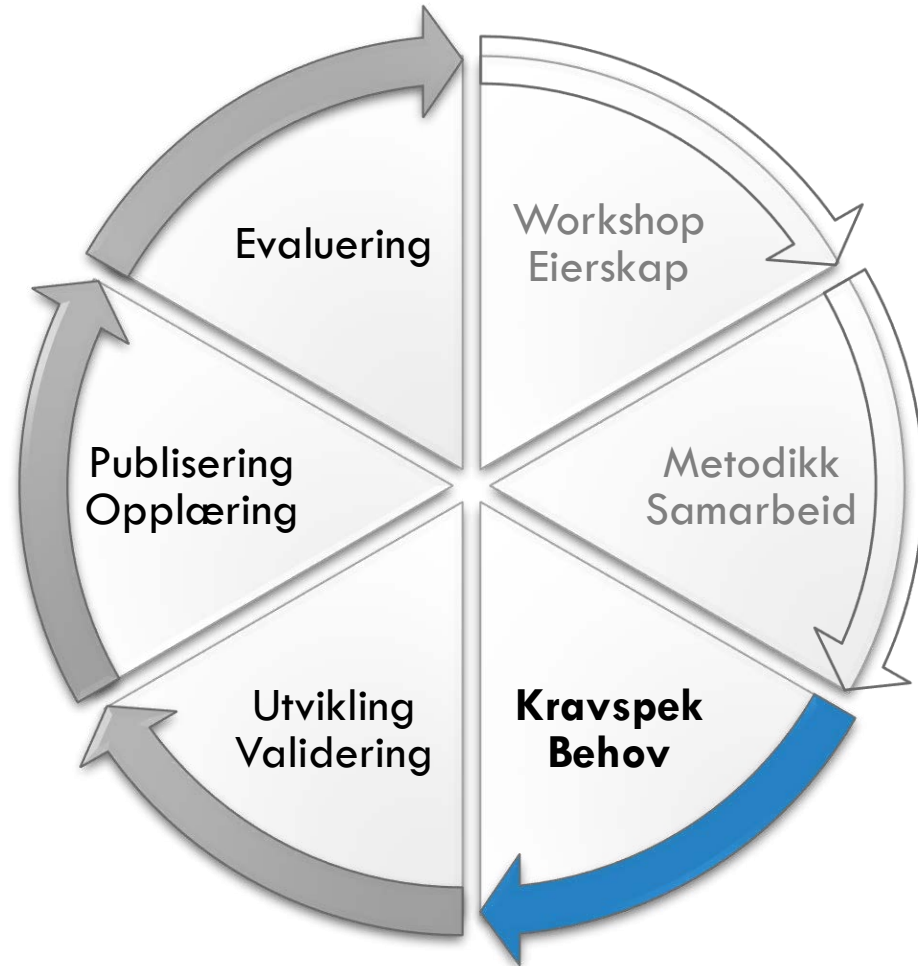 Workshop
Eierskap
Metodikk
Samarbeid
Kravspek
Behov
Utvikling
Validering
Publisering
Opplæring
Evaluering